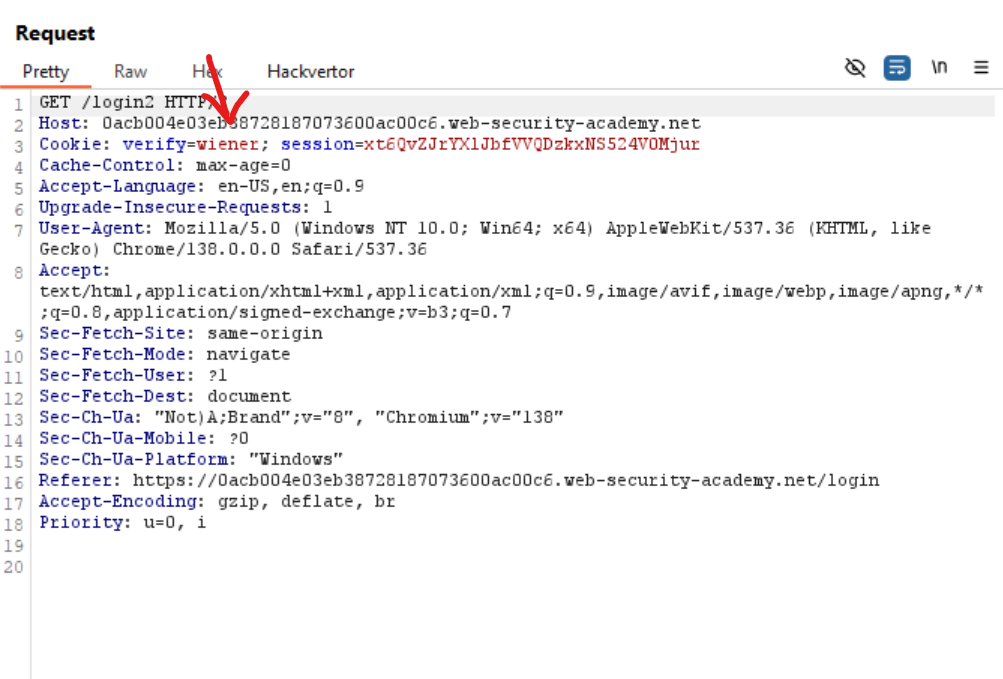 Request
Pretty Raw Hex Hackvertor \n
1 GET /login2 HTTP/2
2 Host: 0acb004e03eb38728187073600ac00c6.web-security-academy.net
3 Cookie: verify=wiener; session=xt6QvZJrYXlJbfVVQDzkxNS524V0Mjur
4 Cache-Control: max-age=0
5 Accept-Language: en-US,en;q=0.9
6 Upgrade-Insecure-Requests: 1
7 User-Agent: Mozilla/5.0 (Windows NT 10.0; Win64; x64) AppleWebKit/537.36 (KHTML, like
Gecko) Chrome/138.0.0.0 Safari/537.36
8 Accept:
text/html,application/xhtml+xml,application/xml;q=0.9,image/avif,image/webp,image/apng,*/*
;q=0.8,application/signed-exchange;v=b3;q=0.7
9 Sec-Fetch-Site: same-origin
10 Sec-Fetch-Mode: navigate
11 Sec-Fetch-User: ?1
12 Sec-Fetch-Dest: document
13 Sec-Ch-Ua: "Not)A;Brand";v="8", "Chromium";v="138"
14 Sec-Ch-Ua-Mobile: ?0
15 Sec-Ch-Ua-Platform: "Windows"
16 Referer: https://0acb004e03eb38728187073600ac00c6.web-security-academy.net/login
17 Accept-Encoding: gzip, deflate, br
18 Priority: u=0, i
19
20